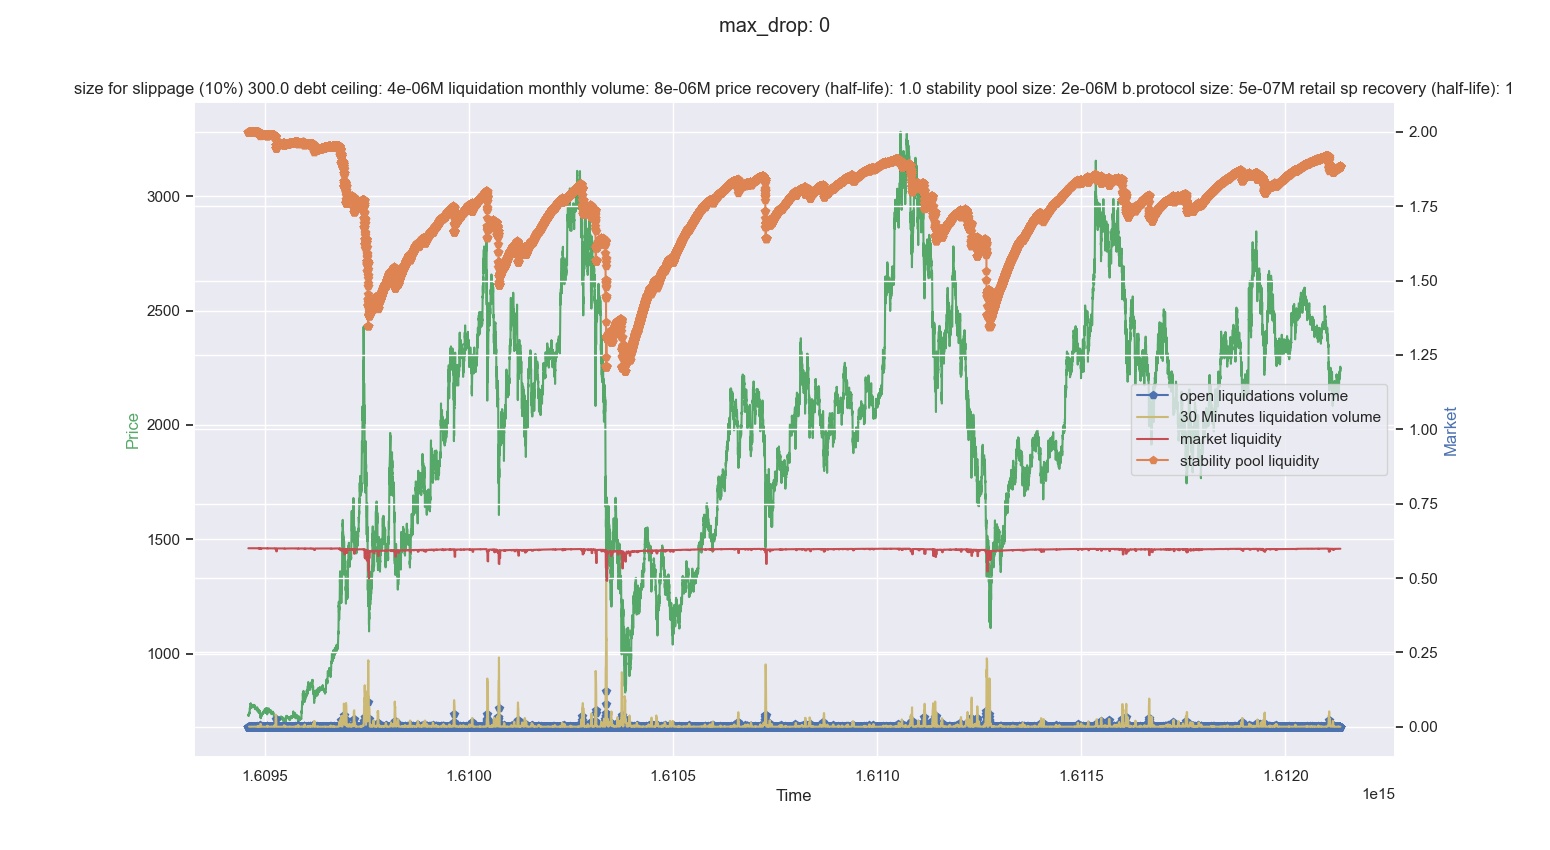 max_drop: 0
size for slippage (10%) 300.0 debt ceiling: 4e-06M liquidation monthly volume: 8e-06M price recovery (half-life): 1.0 stability pool size: 2e-06M b.protocol size: 5e-07M retail sp recovery (half-life): 1
3000
2500
2000
1500
1000
Price
2.00
1.75
1.50
1.25
1.00
0.75
0.50
0.25
0.00
Market
open liquidations volume
30 Minutes liquidation volume
market liquidity
stability pool liquidity
1.6095
1.6100
1.6105
1.6110
1.6115
1.6120
1e15
Time